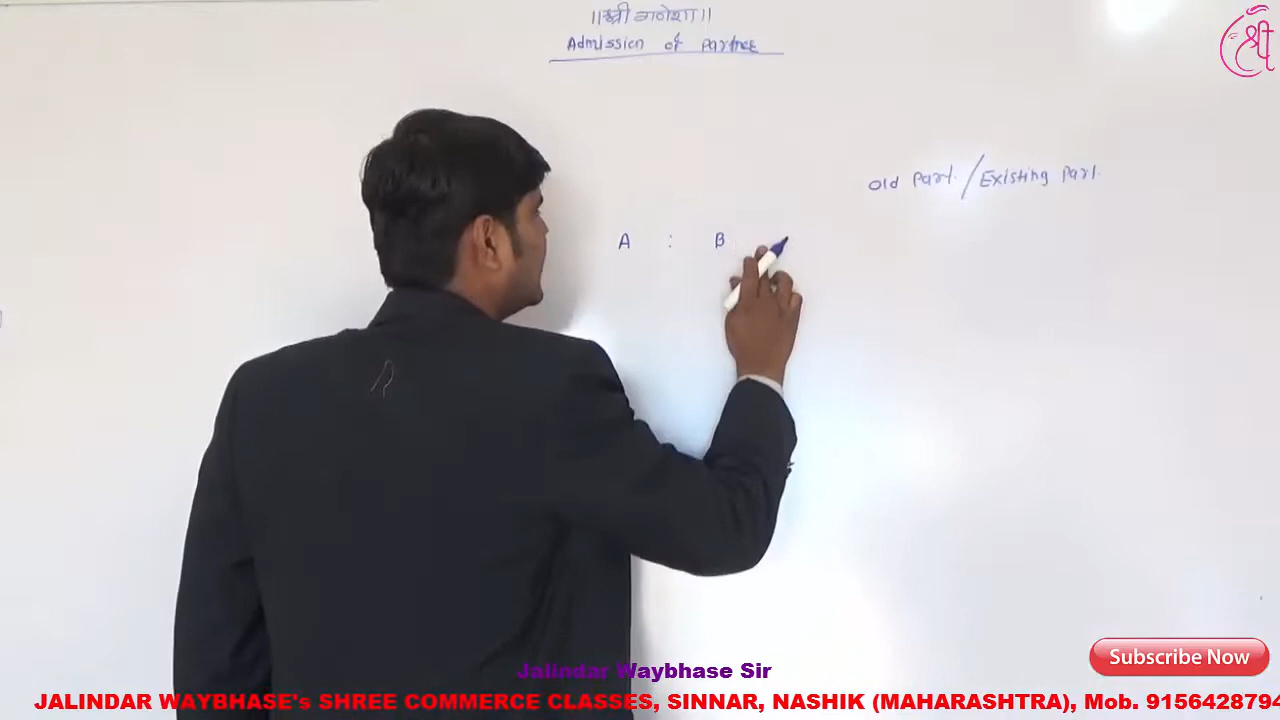 ॥श्री गणेशा॥
Admission of Partner
श्री
Old Part. / Existing Part.
A : B
Subscribe Now
Jalindar Waybhase Sir
JALINDAR WAYBHASE's SHREE COMMERCE CLASSES, SINNAR, NASHIK (MAHARASHTRA), Mob. 9156428794